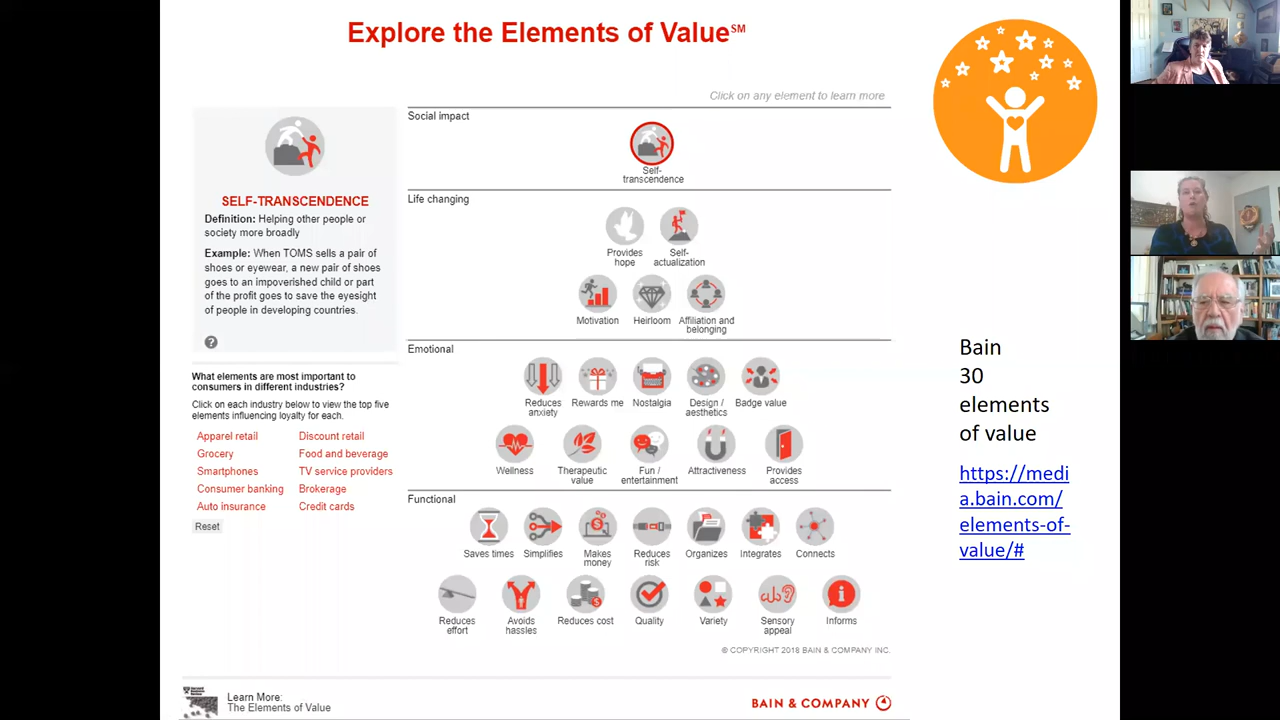 Explore the Elements of Value℠
Click on any element to learn more
SELF-TRANSCENDENCE
Definition: Helping other people or
society more broadly
Example: When TOMS sells a pair of
shoes or eyewear, a new pair of shoes
goes to an impoverished child or part
of the profit goes to save the eyesight
of people in developing countries.
?
What elements are most important to
consumers in different industries?
Click on each industry below to view the top five
elements influencing loyalty for each.
Apparel retail
Discount retail
Grocery
Food and beverage
Smartphones
TV service providers
Consumer banking
Brokerage
Auto insurance
Credit cards
Reset
Social impact
Self-
transcendence
Life changing
Provides
hope
Self-
actualization
Motivation
Heirloom
Affiliation and
belonging
Emotional
Reduces
anxiety
Rewards me
Nostalgia
Design /
aesthetics
Badge value
Wellness
Therapeutic
value
Fun /
entertainment
Attractiveness
Provides
access
Functional
Saves times
Simplifies
Makes
money
Reduces
risk
Organizes
Integrates
Connects
Reduces
effort
Avoids
hassles
Reduces cost
Quality
Variety
Sensory
appeal
Informs
© COPYRIGHT 2018 BAIN & COMPANY INC.
Learn More:
The Elements of Value
BAIN & COMPANY
Bain
30
elements
of value
https://medi
a.bain.com/
elements-of-
value/#